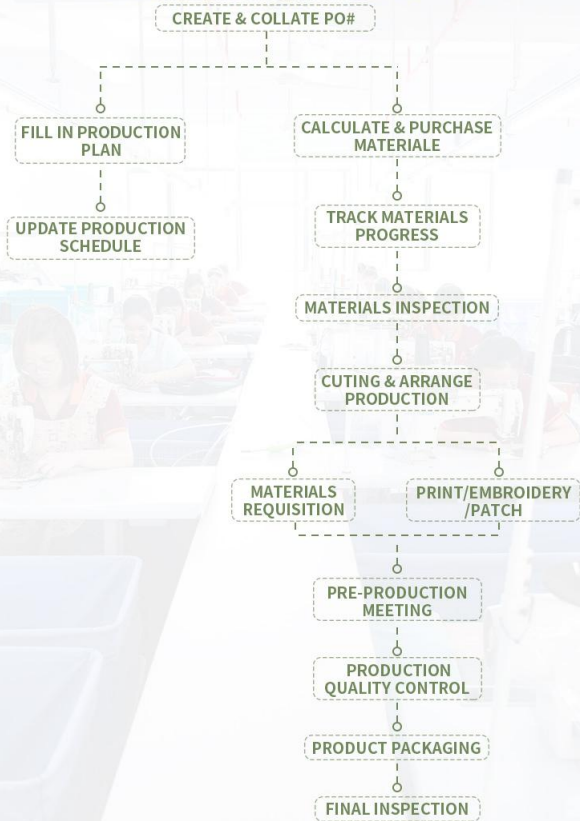 CREATE & COLLATE PO#
FILL IN PRODUCTION
PLAN
CALCULATE & PURCHASE
MATERIALE
UPDATE PRODUCTION
SCHEDULE
TRACK MATERIALS
PROGRESS
MATERIALS INSPECTION
CUTING & ARRANGE
PRODUCTION
MATERIALS
REQUISITION
PRINT/EMBROIDERY
/PATCH
PRE-PRODUCTION
MEETING
PRODUCTION
QUALITY CONTROL
PRODUCT PACKAGING
FINAL INSPECTION